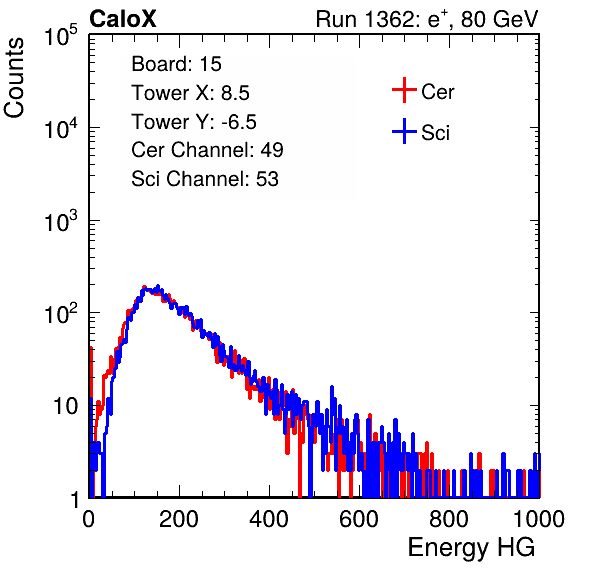 CaloX Run 1362: e⁺, 80 GeV
Counts
Board: 15
Tower X: 8.5
Tower Y: -6.5
Cer Channel: 49
Sci Channel: 53
Cer
Sci
10⁵
10⁴
10³
10²
10
1
0 200 400 600 800 1000
Energy HG